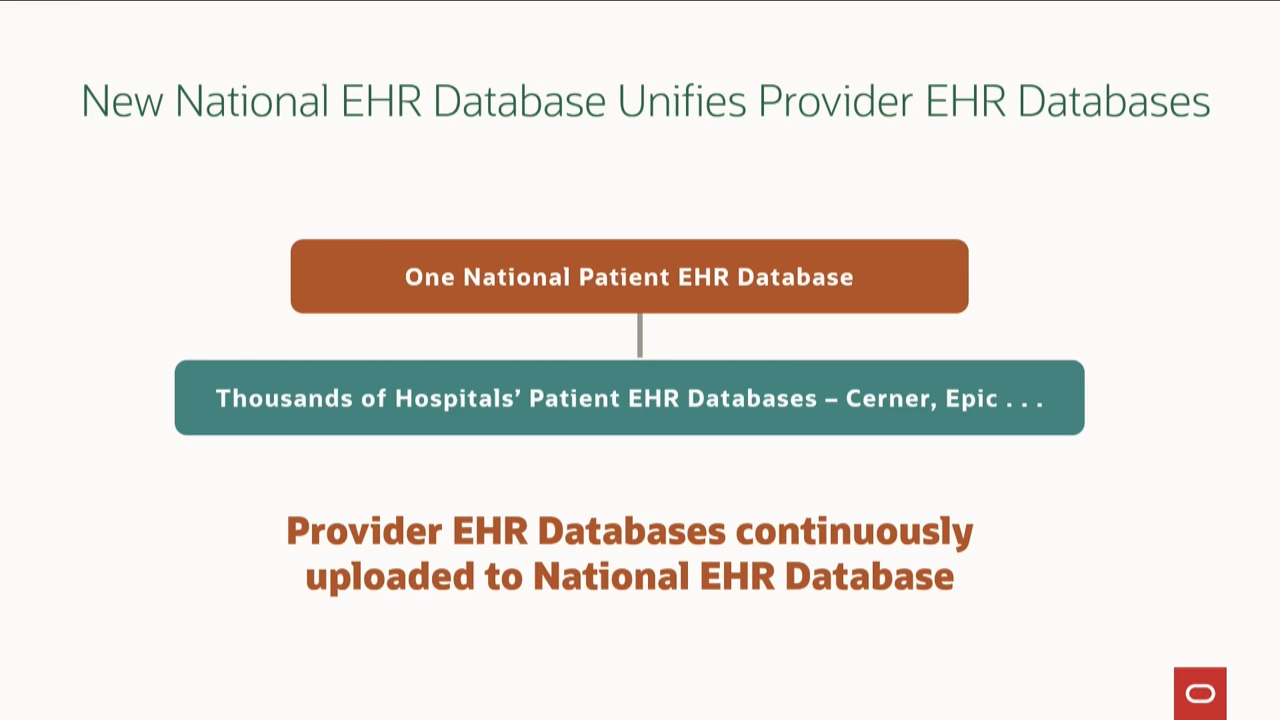 New National EHR Database Unifies Provider EHR Databases
One National Patient EHR Database
Thousands of Hospitals’ Patient EHR Databases – Cerner, Epic . . .
Provider EHR Databases continuously
uploaded to National EHR Database